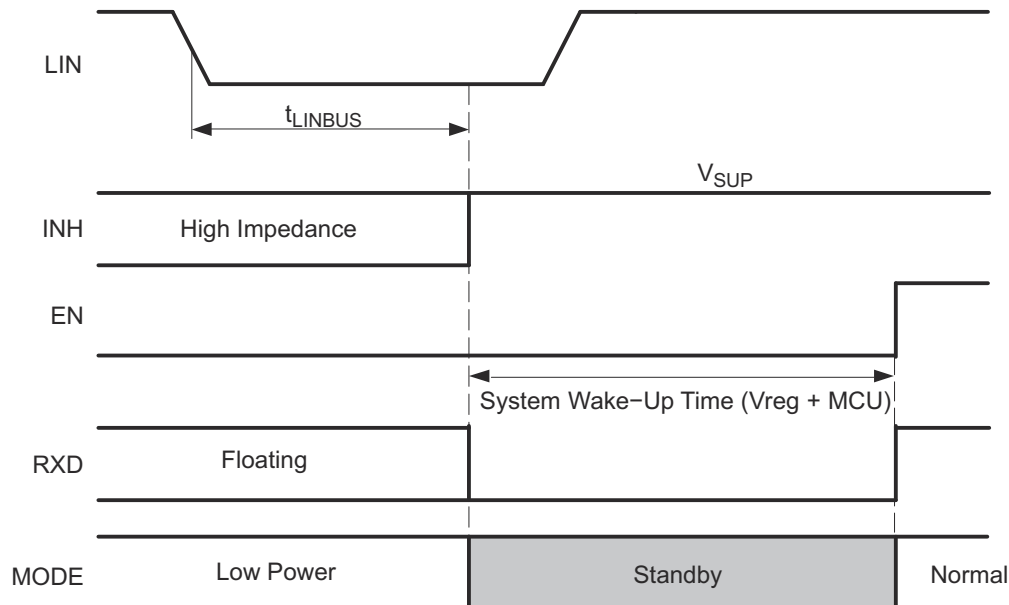 LIN
tLINBUS
VSUP
INH
High Impedance
EN
System Wake−Up Time (Vreg + MCU)
RXD
Floating
MODE
Low Power
Standby
Normal